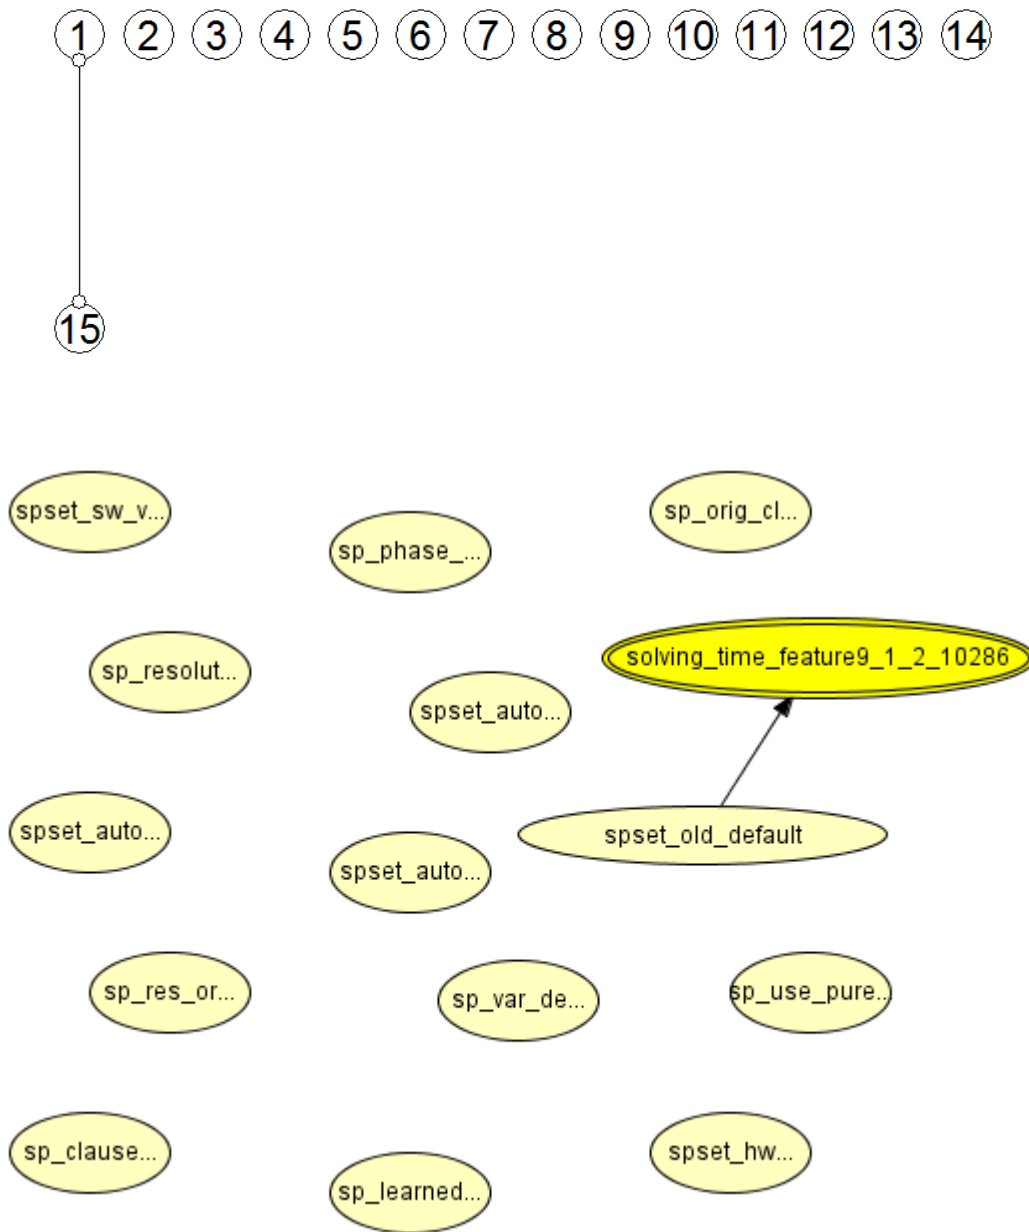 1 2 3 4 5 6 7 8 9 10 11 12 13 14
15
spset_sw_v...
sp_phase_...
sp_orig_cl...
sp_resolut...
spset_auto...
solving_time_feature9_1_2_10286
spset_auto...
spset_auto...
spset_old_default
sp_res_or...
sp_var_de...
sp_use_pure...
sp_clause...
sp_learned...
spset_hw...